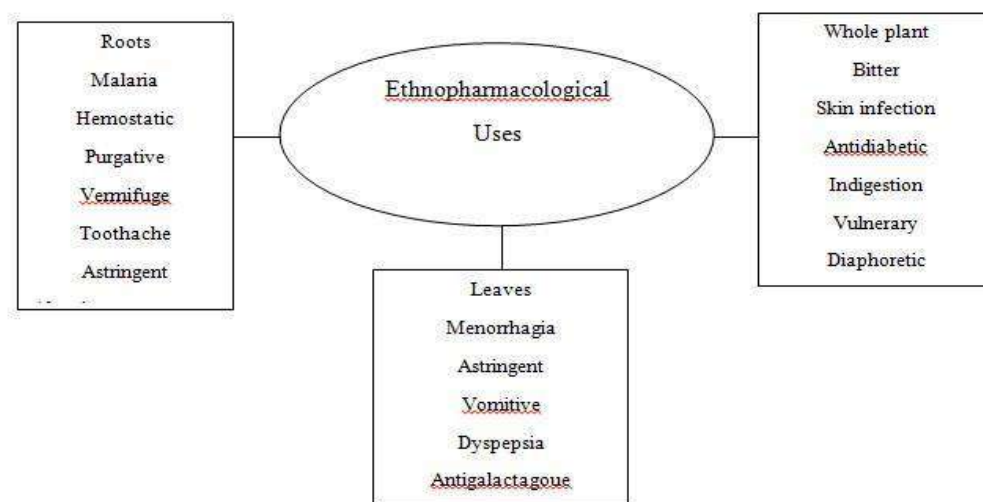 Ethnopharmacological
Uses
Roots
Malaria
Hemostatic
Purgative
Vermifuge
Toothache
Astringent
Leaves
Menorrhagia
Astringent
Vomitive
Dyspepsia
Antigalactagoue
Whole plant
Bitter
Skin infection
Antidiabetic
Indigestion
Vulnerary
Diaphoretic